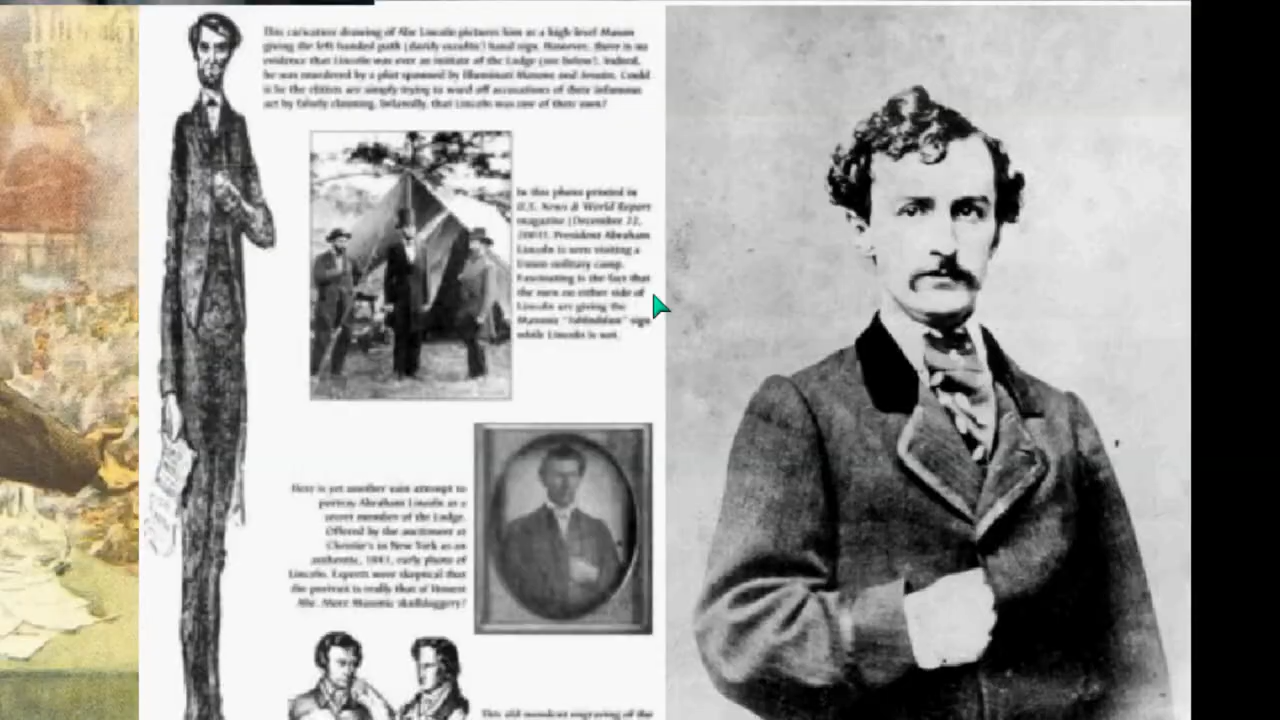 This caricature drawing of Abe Lincoln pictures him as a high level Mason
giving the left handed path (darkly occultic) hand sign. However, there is no
evidence that Lincoln was ever an initiate of the Lodge (see below). Indeed,
he was murdered by a plot spawned by Illuminati Masons and Jesuits. Could
it be the elitists are simply trying to ward off accusations of their infamous
act by falsely claiming, belatedly, that Lincoln was one of their own?
In this photo printed in
U.S. News & World Report
magazine (December 22,
President Abraham
Lincoln is seen visiting a
Union military camp.
Fascinating is the fact that
the men on either side of
Lincoln are giving the
Masonic sign
while Lincoln is not.
Here is yet another vain attempt to
portray Abraham Lincoln as a
secret member of the Lodge.
Offered by the auctioneer at
Christie's in New York as an
authentic, early photo of
Lincoln. Experts were skeptical that
the portrait is really that of Honest
Abe. More Masonic skullduggery?
This old woodcut engraving of the